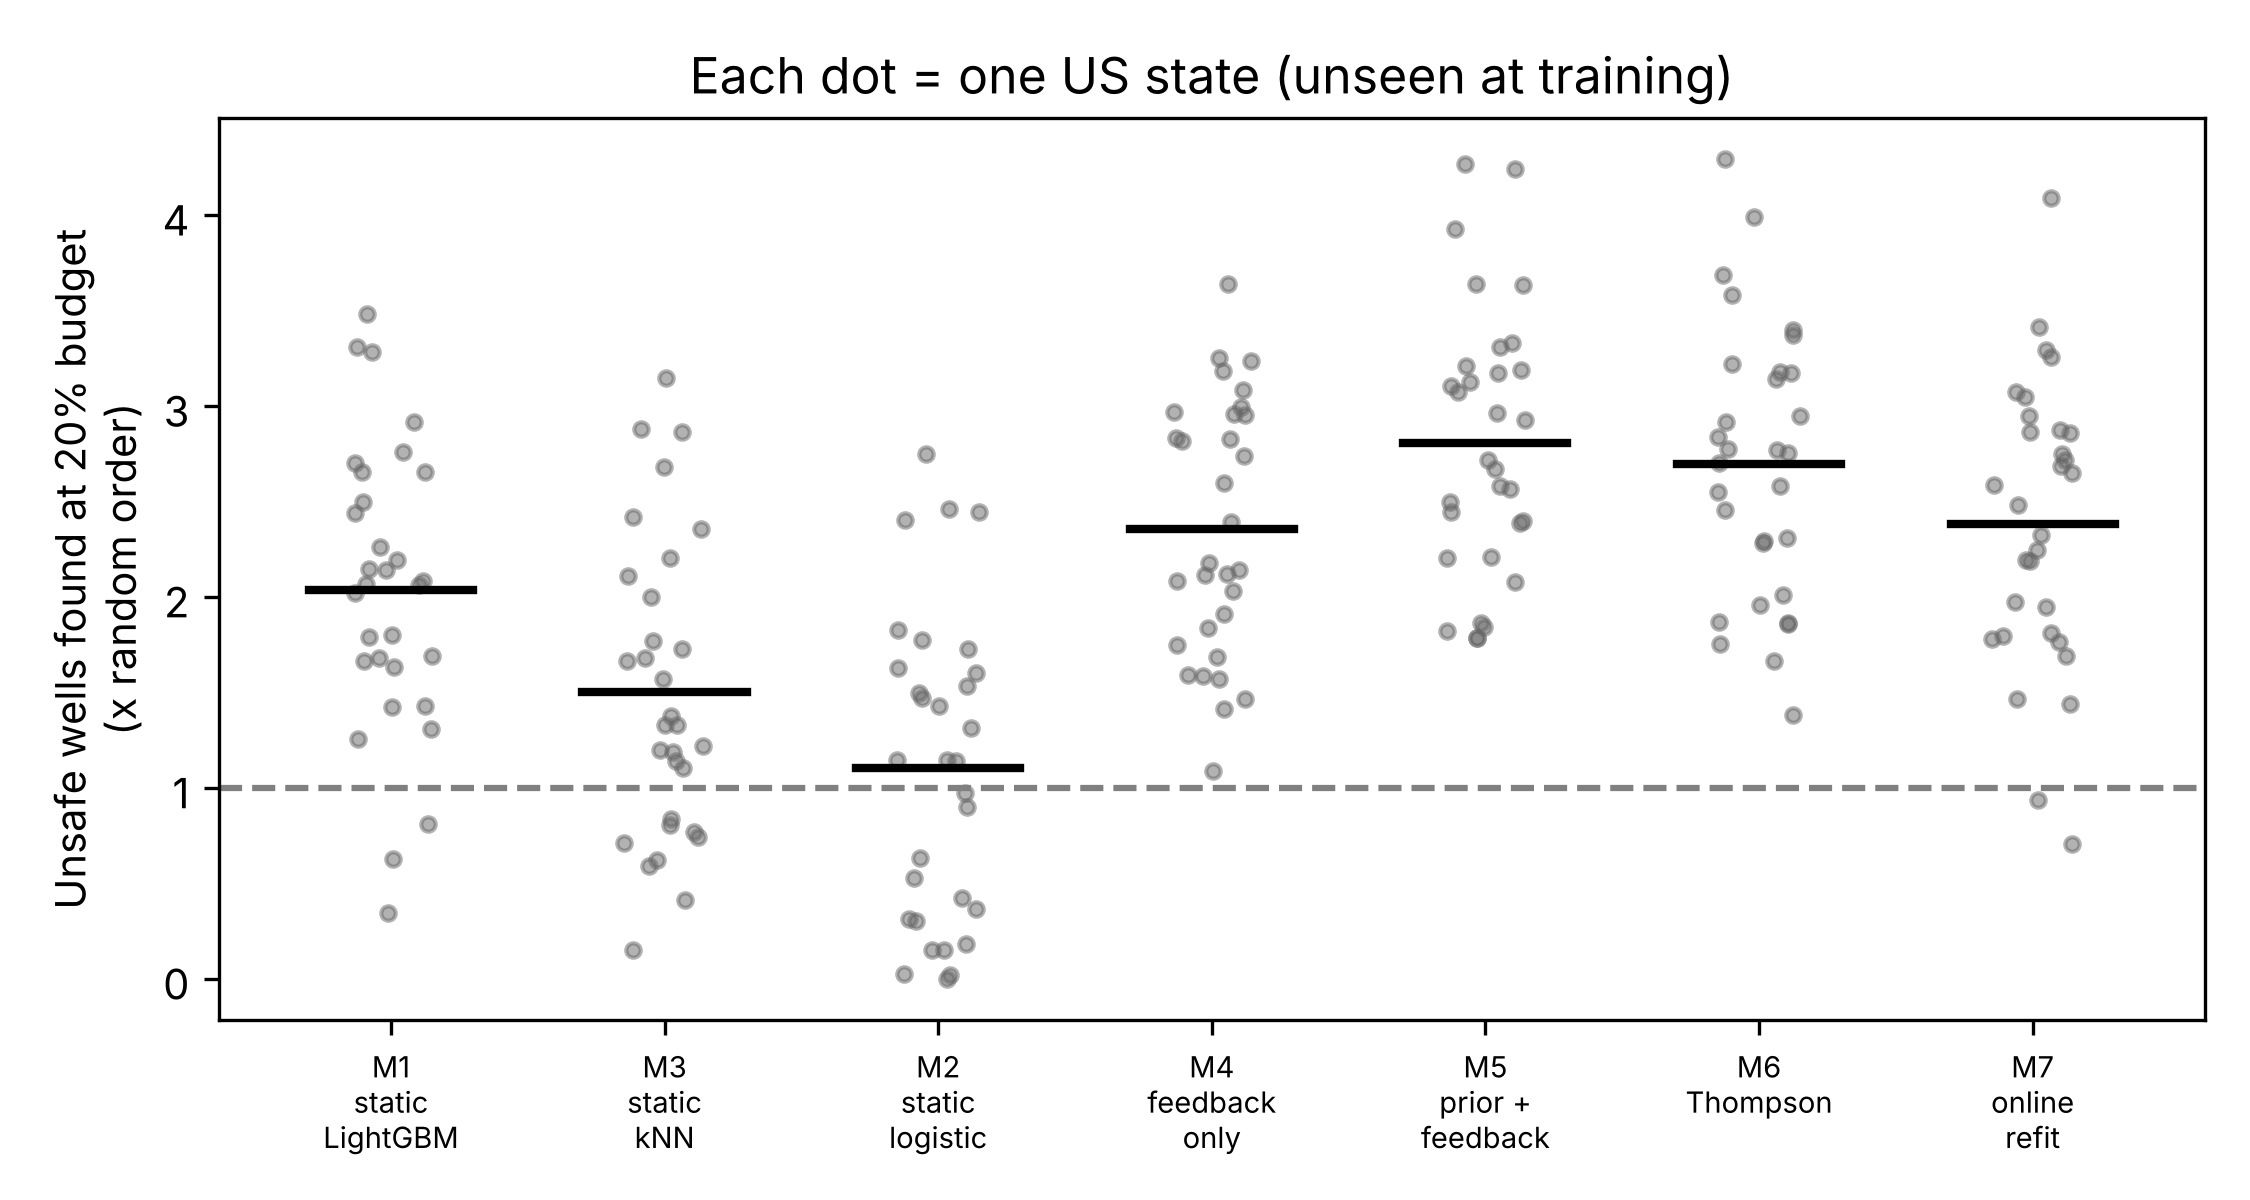 Each dot = one US state (unseen at training)
Unsafe wells found at 20% budget
(x random order)
4
3
2
1
0
M1
static
LightGBM
M3
static
kNN
M2
static
logistic
M4
feedback
only
M5
prior +
feedback
M6
Thompson
M7
online
refit